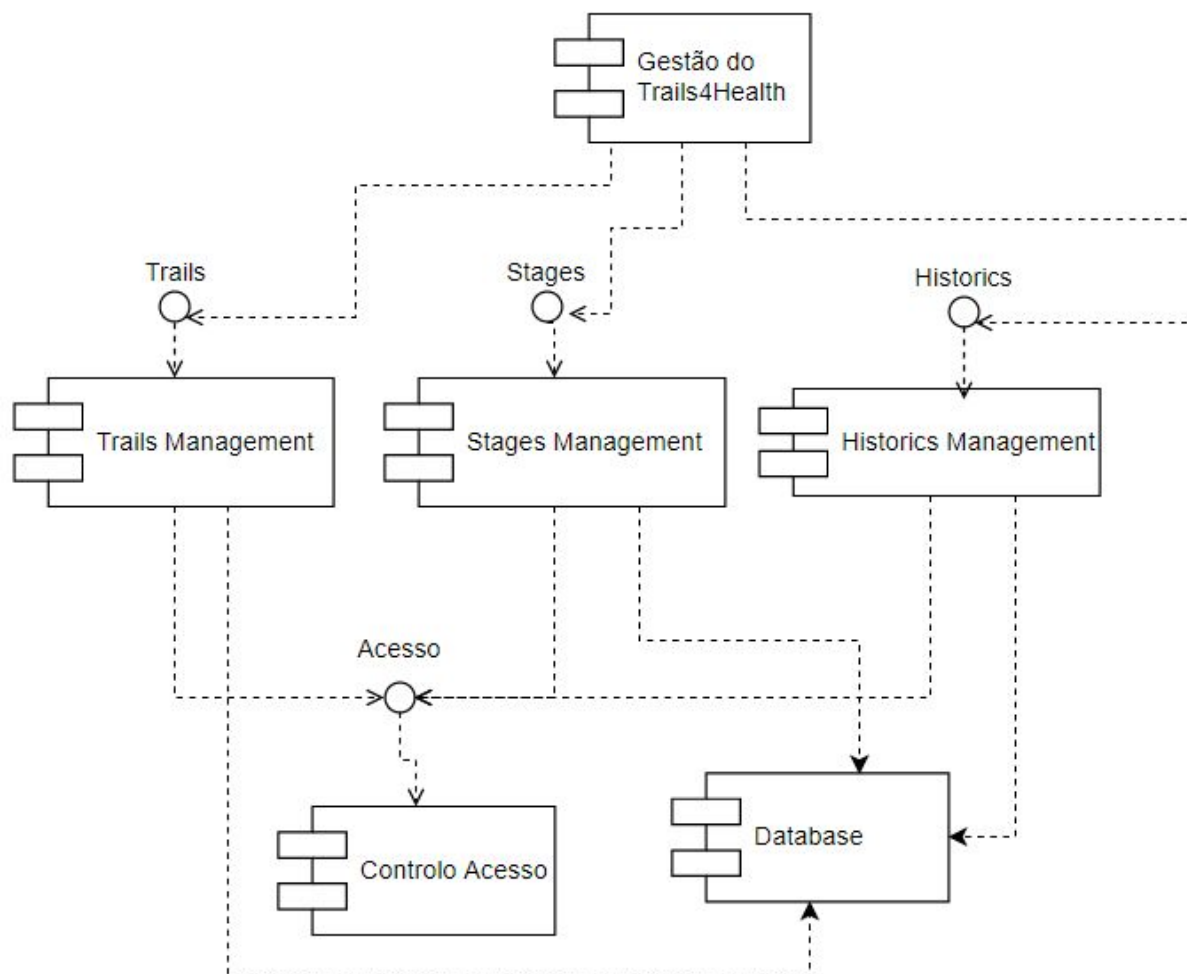 Gestão do
Trails4Health
Trails
Stages
Historics
Trails Management
Stages Management
Historics Management
Acesso
Controlo Acesso
Database